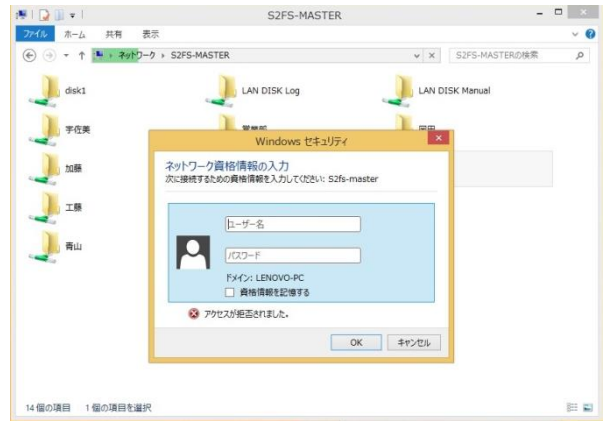 S2FS-MASTER
ファイル ホーム 共有 表示
ネットワーク S2FS-MASTER S2FS-MASTERの検索
disk1 LAN DISK Log LAN DISK Manual
宇佐美 営業部 岡田
Windows セキュリティ
ネットワーク資格情報の入力
次に接続するための資格情報を入力してください: S2fs-master
加藤
工藤
青山
ユーザー名
パスワード
ドメイン: LENOVO-PC
資格情報を記憶する
アクセスが拒否されました。
OK キャンセル
14 個の項目 1 個の項目を選択